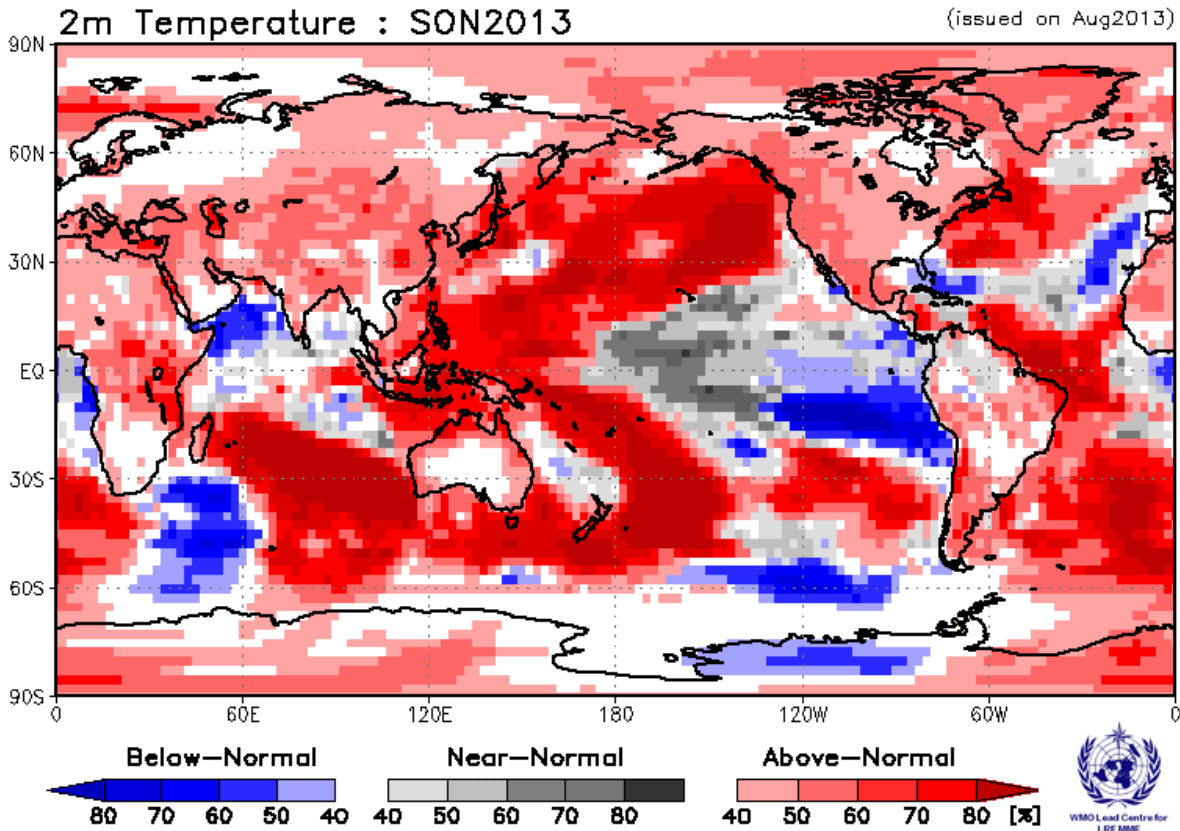 2m Temperature : SON2013
(issued on Aug2013)
90N
60N
30N
EQ
30S
60S
90S
0 60E 120E 180 120W 60W 0
Below-Normal Near-Normal Above-Normal
80 70 60 50 40 40 50 60 70 80 40 50 60 70 80 [%]
WMO Lead Centre for
LRFMME